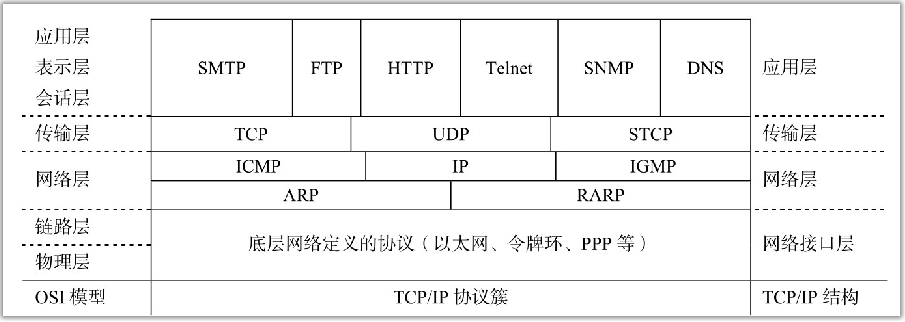 应用层
表示层
会话层
SMTP FTP HTTP Telnet SNMP DNS
应用层
传输层 TCP UDP STCP 传输层
网络层
ICMP IP IGMP
ARP RARP
网络层
链路层
物理层
底层网络定义的协议（以太网、令牌环、PPP 等）
网络接口层
OSI 模型 TCP/IP 协议簇 TCP/IP 结构